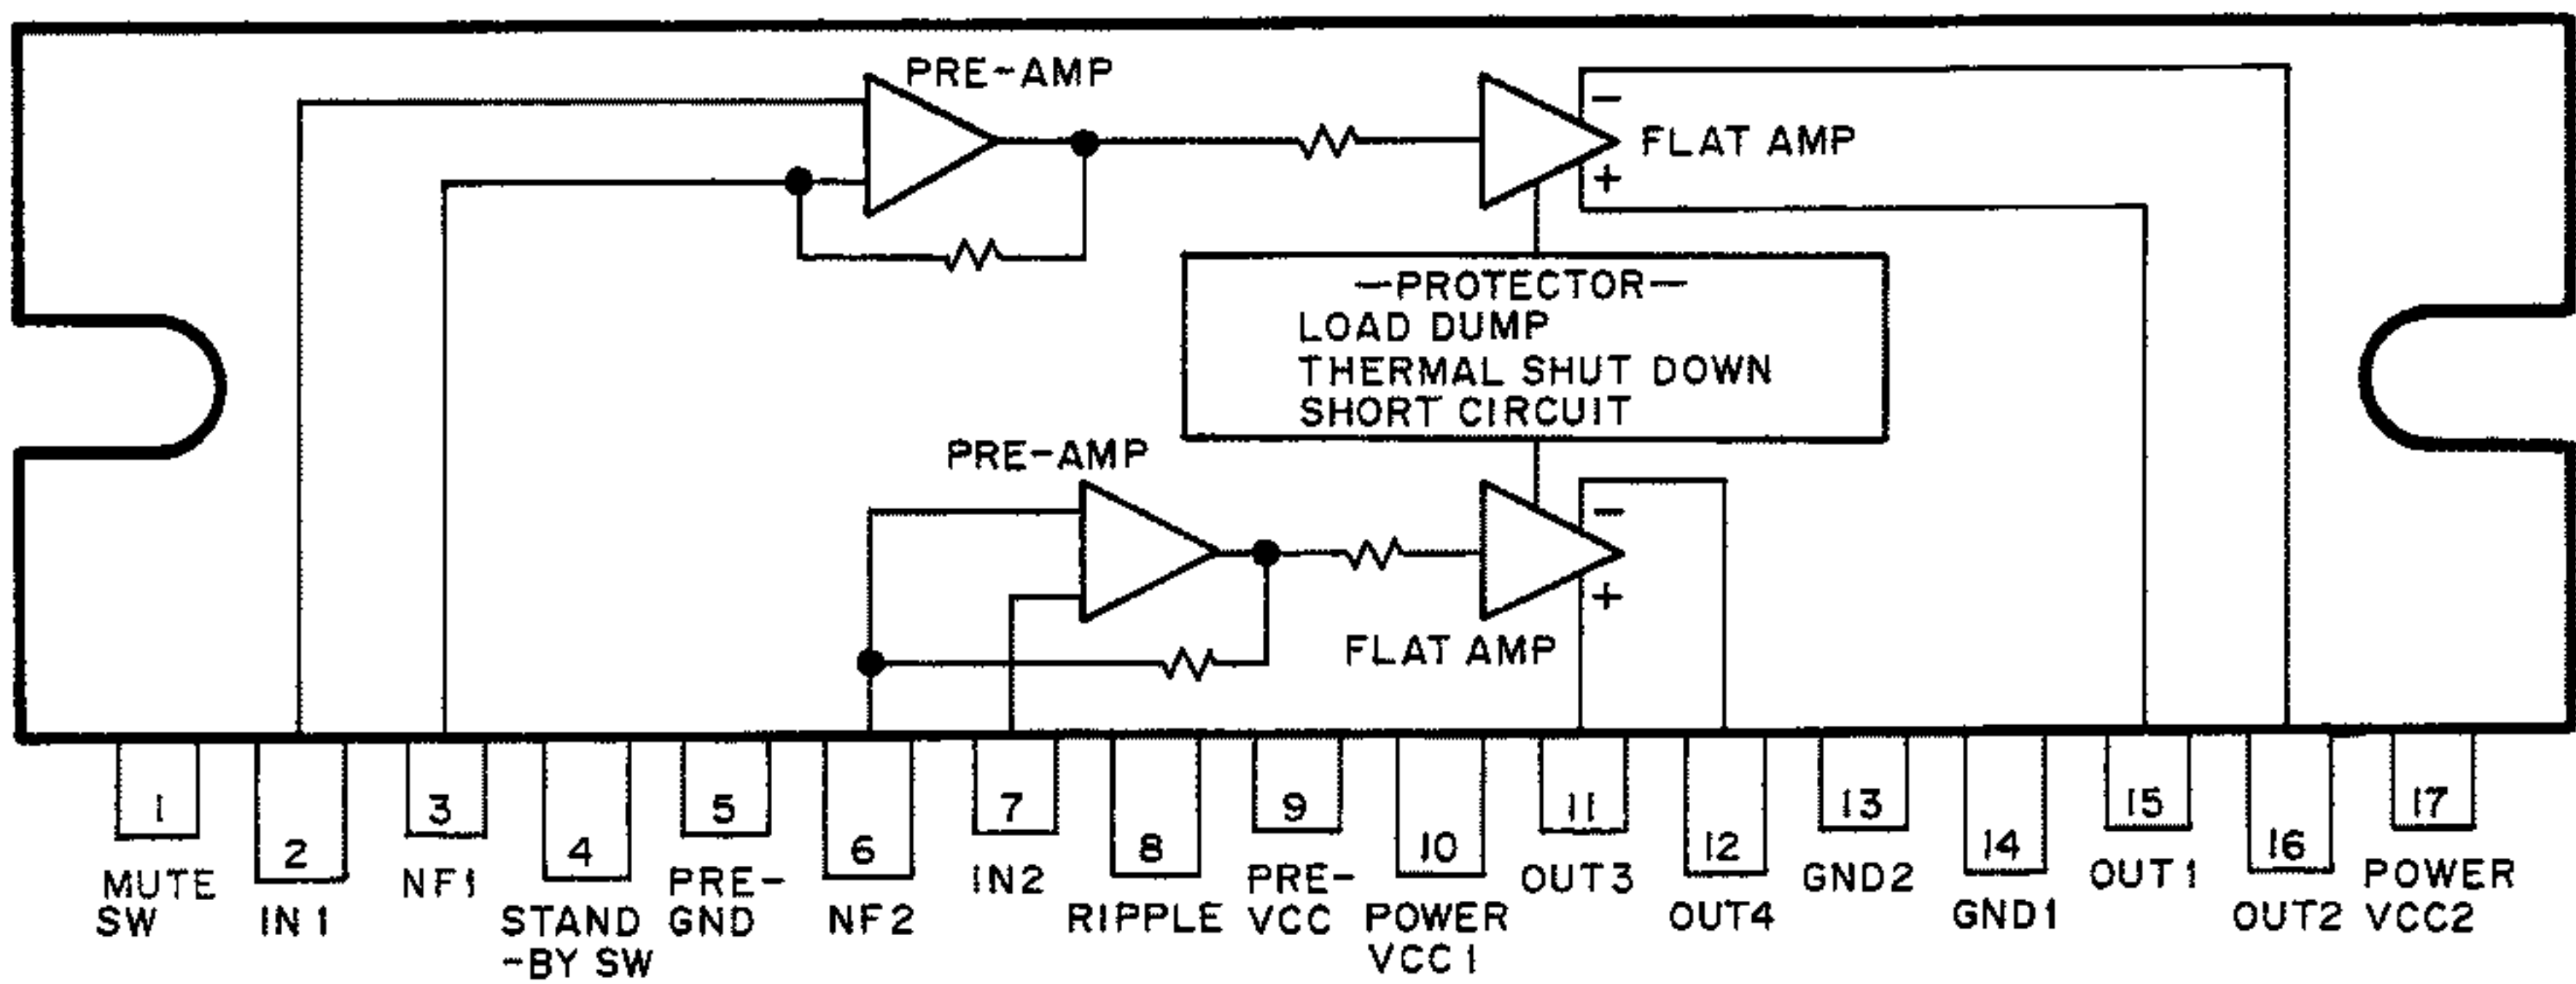 PRE-AMP
−
FLAT AMP
+
—PROTECTOR—
LOAD DUMP
THERMAL SHUT DOWN
SHORT CIRCUIT
PRE-AMP
−
+
FLAT AMP
1
2
3
4
5
6
7
8
9
10
11
12
13
14
15
16
17
MUTE
SW
IN1
NF1
STAND
-BY SW
PRE-
GND
NF2
IN2
RIPPLE
PRE-
VCC
POWER
VCC1
OUT3
OUT4
GND2
GND1
OUT1
OUT2
POWER
VCC2